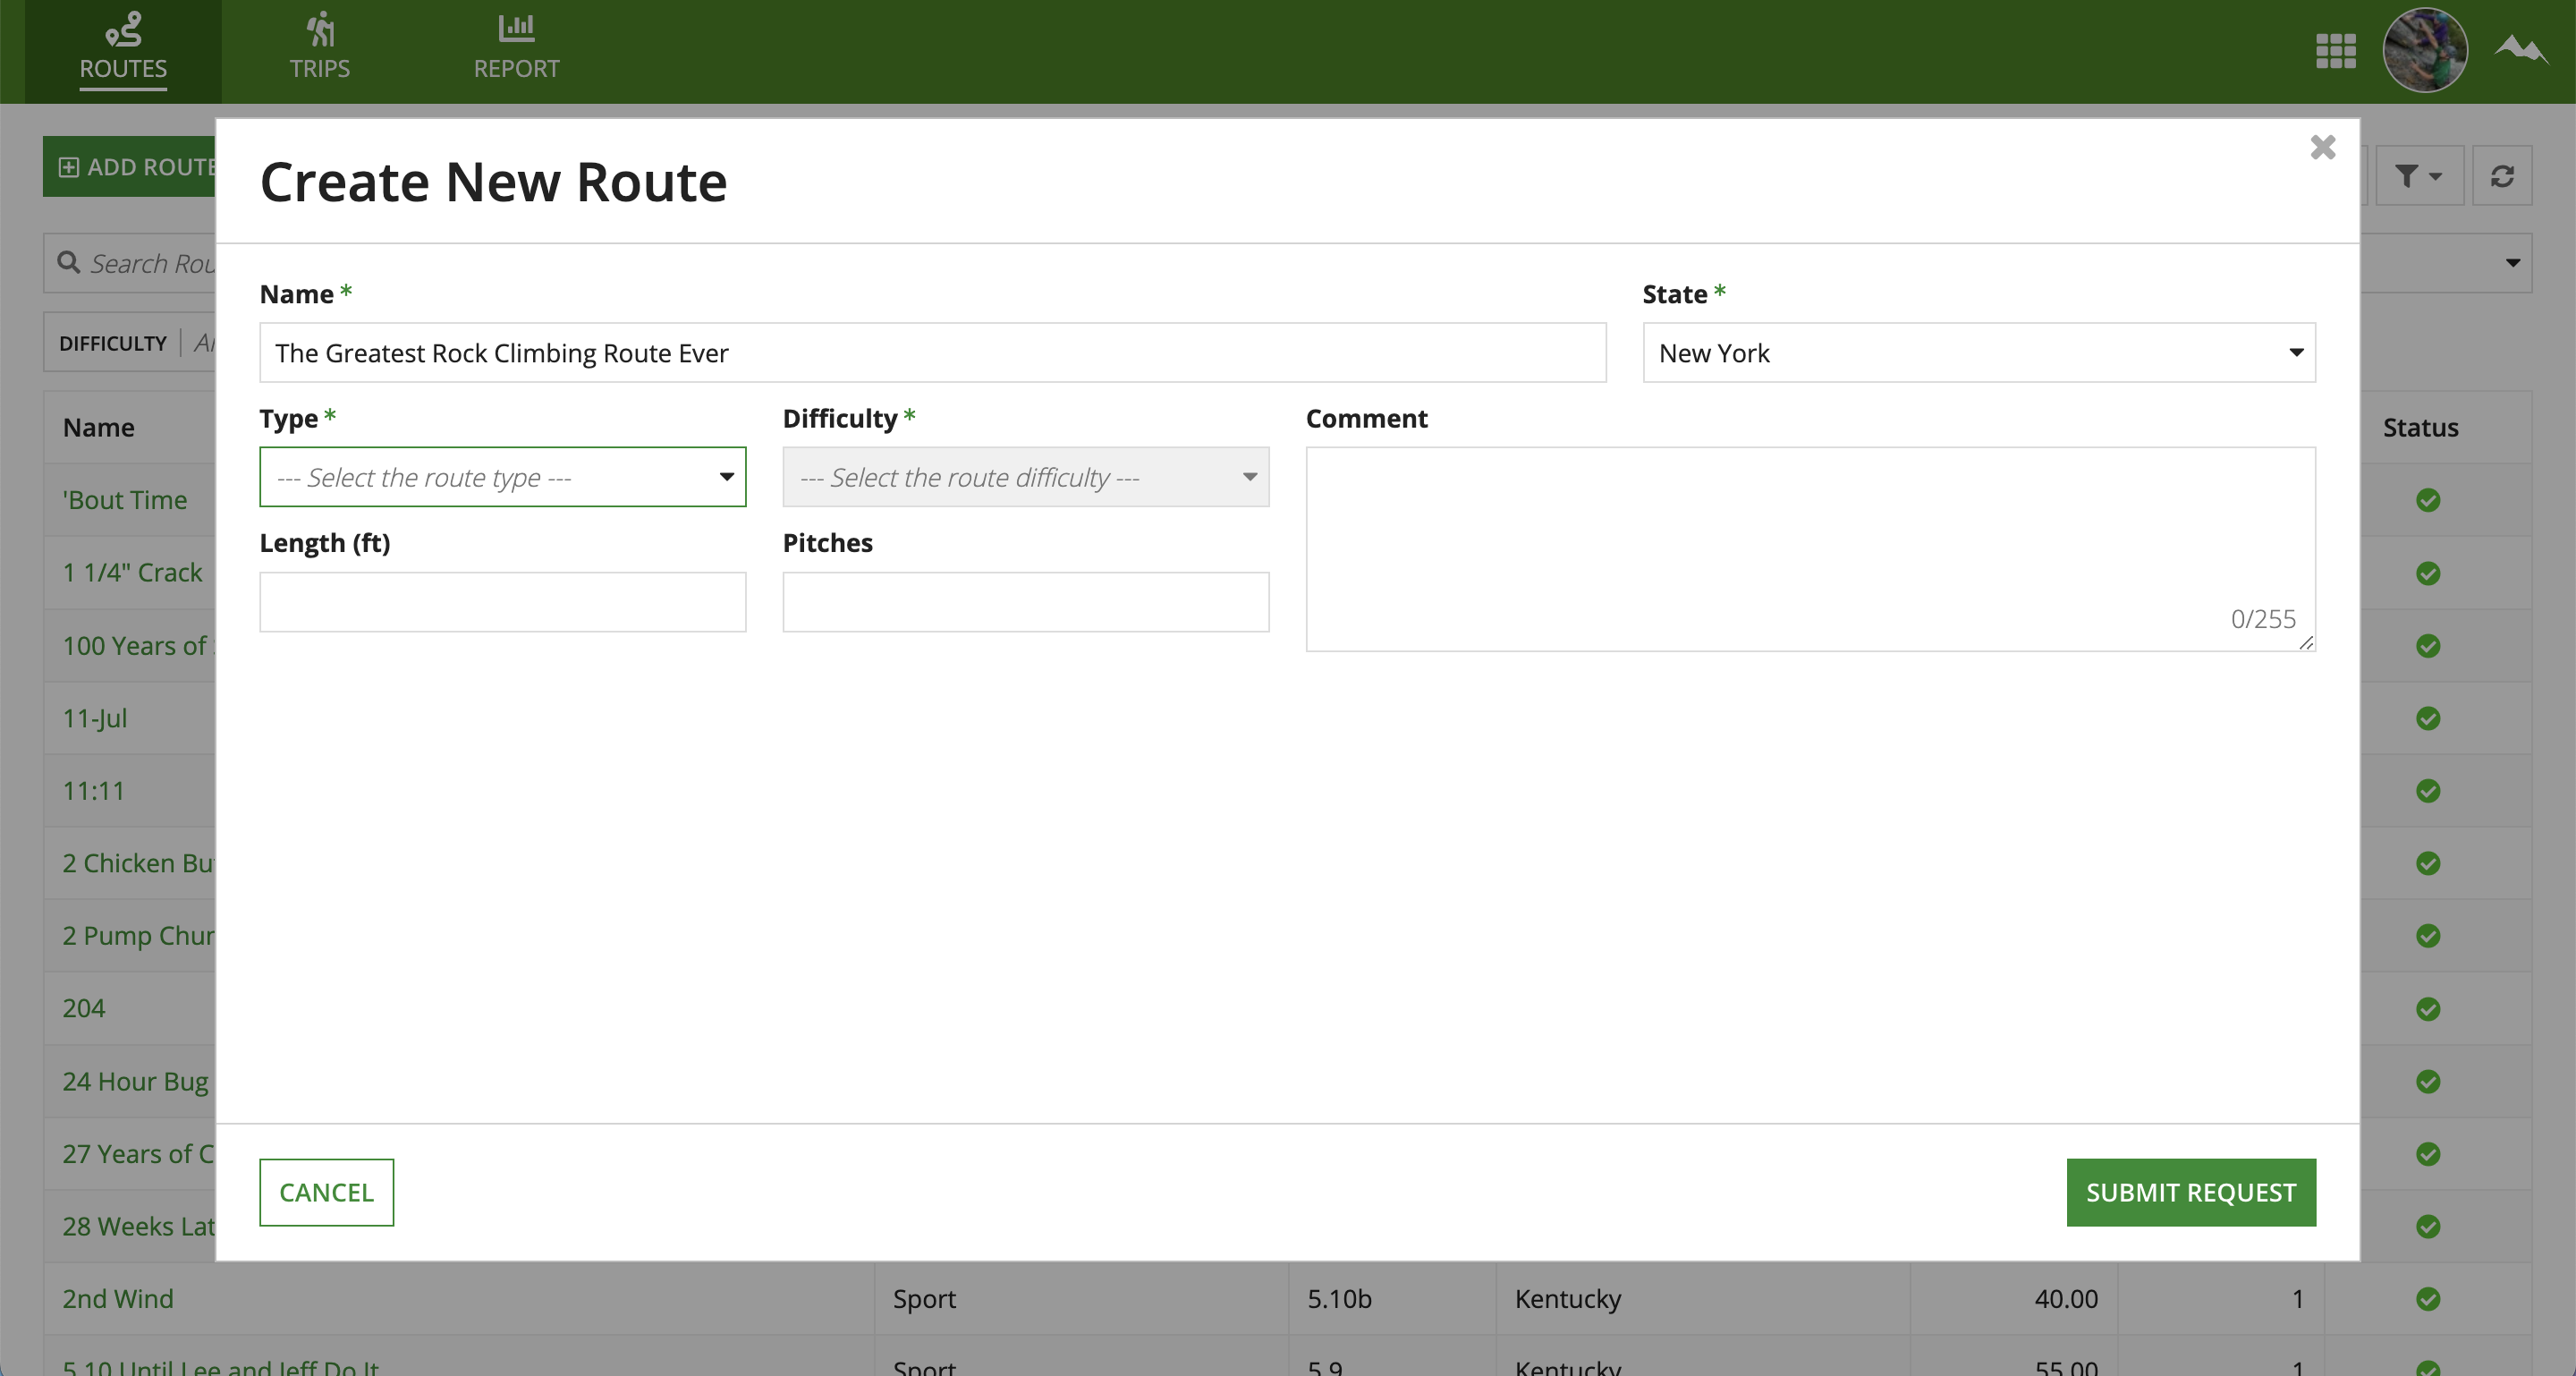 ROUTES
TRIPS
REPORT
ADD ROUTE
Create New Route
Search Rou
Name *
State *
The Greatest Rock Climbing Route Ever
New York
DIFFICULTY
Type *
Difficulty *
Comment
Name
Status
--- Select the route type ---
--- Select the route difficulty ---
'Bout Time
Length (ft)
Pitches
1 1/4" Crack
0/255
100 Years of
11-Jul
11:11
2 Chicken Bu
2 Pump Chur
204
24 Hour Bug
27 Years of C
CANCEL
SUBMIT REQUEST
28 Weeks Lat
2nd Wind Sport 5.10b Kentucky 40.00 1
5.10 Until Lee and Jeff Do It Sport 5.9 Kentucky 55.00 1